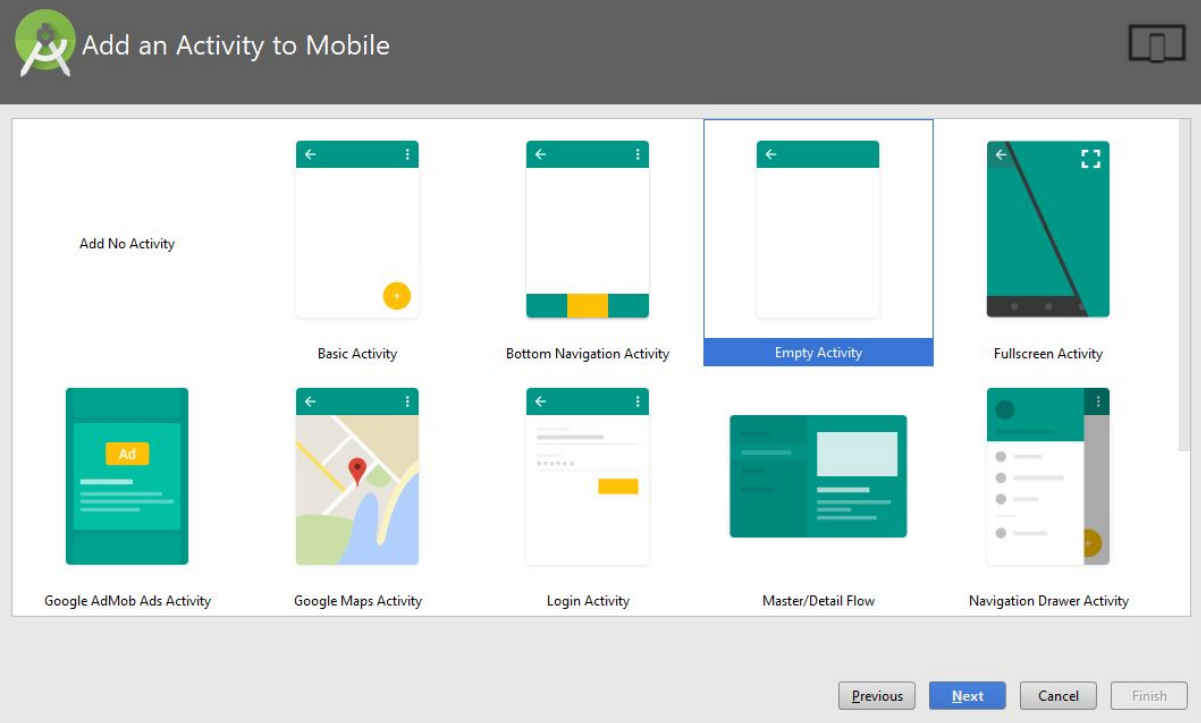 Add an Activity to Mobile
Add No Activity
Basic Activity
Bottom Navigation Activity
Empty Activity
Fullscreen Activity
Ad
Google AdMob Ads Activity
Google Maps Activity
Login Activity
Master/Detail Flow
Navigation Drawer Activity
Previous
Next
Cancel
Finish